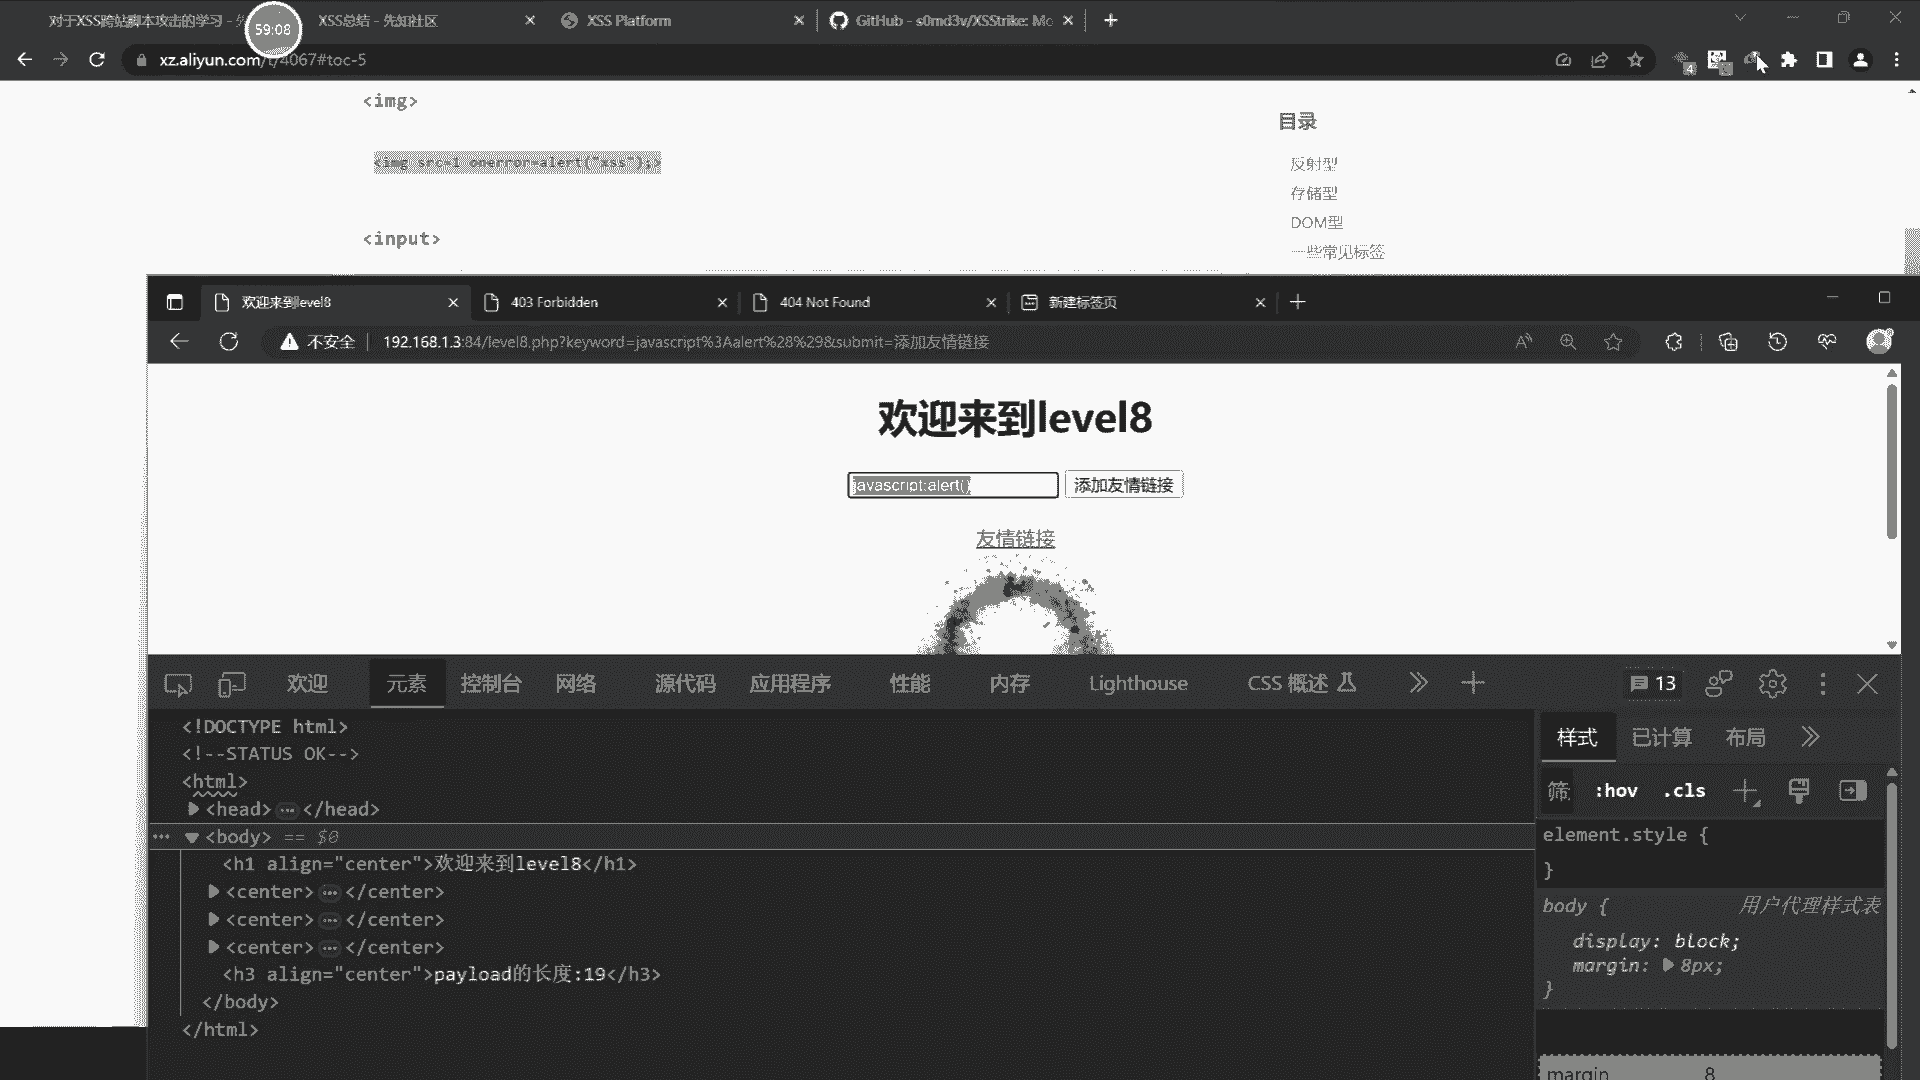 对于XSS跨站脚本攻击的学习 - 先
59:08
XSS总结 - 先知社区
XSS Platform
GitHub - s0md3v/XSStrike: Mo
xz.aliyun.com/t/4067#toc-5
4
<img>
<img src=1 onerror=alert("xss");>
<input>
目录
反射型
存储型
DOM型
一些常见标签
欢迎来到level8
403 Forbidden
404 Not Found
新建标签页
不安全
192.168.1.3:84/level8.php?keyword=javascript%3Aalert%28%29&submit=添加友情链接
欢迎来到level8
javascript:alert()
添加友情链接
友情链接
欢迎
元素
控制台
网络
源代码
应用程序
性能
内存
Lighthouse
CSS 概述
13
<!DOCTYPE html>
<!--STATUS OK-->
<html>
<head>…</head>
<body> == $0
<h1 align="center">欢迎来到level8</h1>
<center>…</center>
<center>…</center>
<center>…</center>
<h3 align="center">payload的长度:19</h3>
</body>
</html>
样式
已计算
布局
筛
:hov
.cls
element.style {
}
body {
用户代理样式表
display: block;
margin: 8px;
}
margin
8